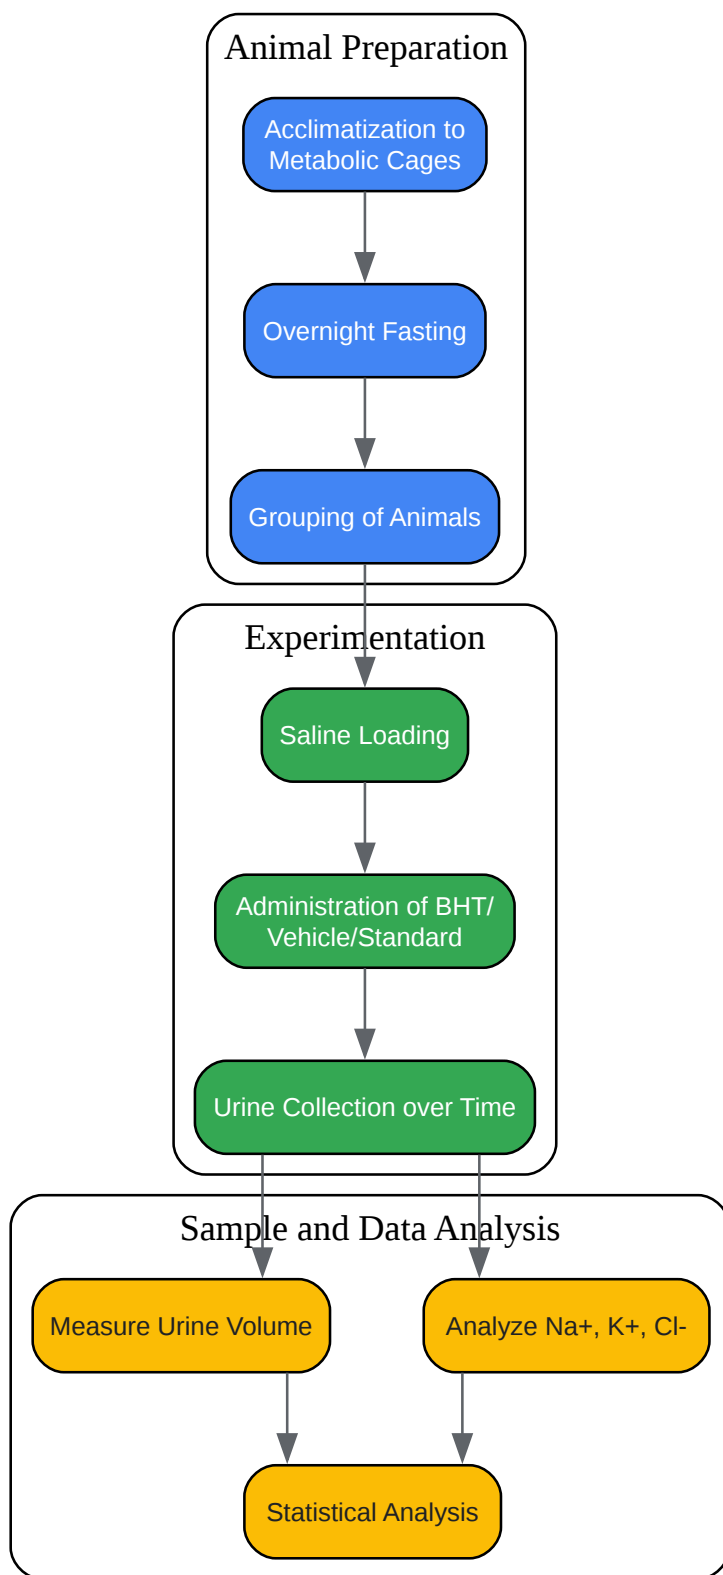 Animal Preparation
Acclimatization to
Metabolic Cages
Overnight Fasting
Grouping of Animals
Experimentation
Saline Loading
Administration of BHT/
Vehicle/Standard
Urine Collection over Time
Sample and Data Analysis
Measure Urine Volume
Analyze Na+, K+, Cl-
Statistical Analysis